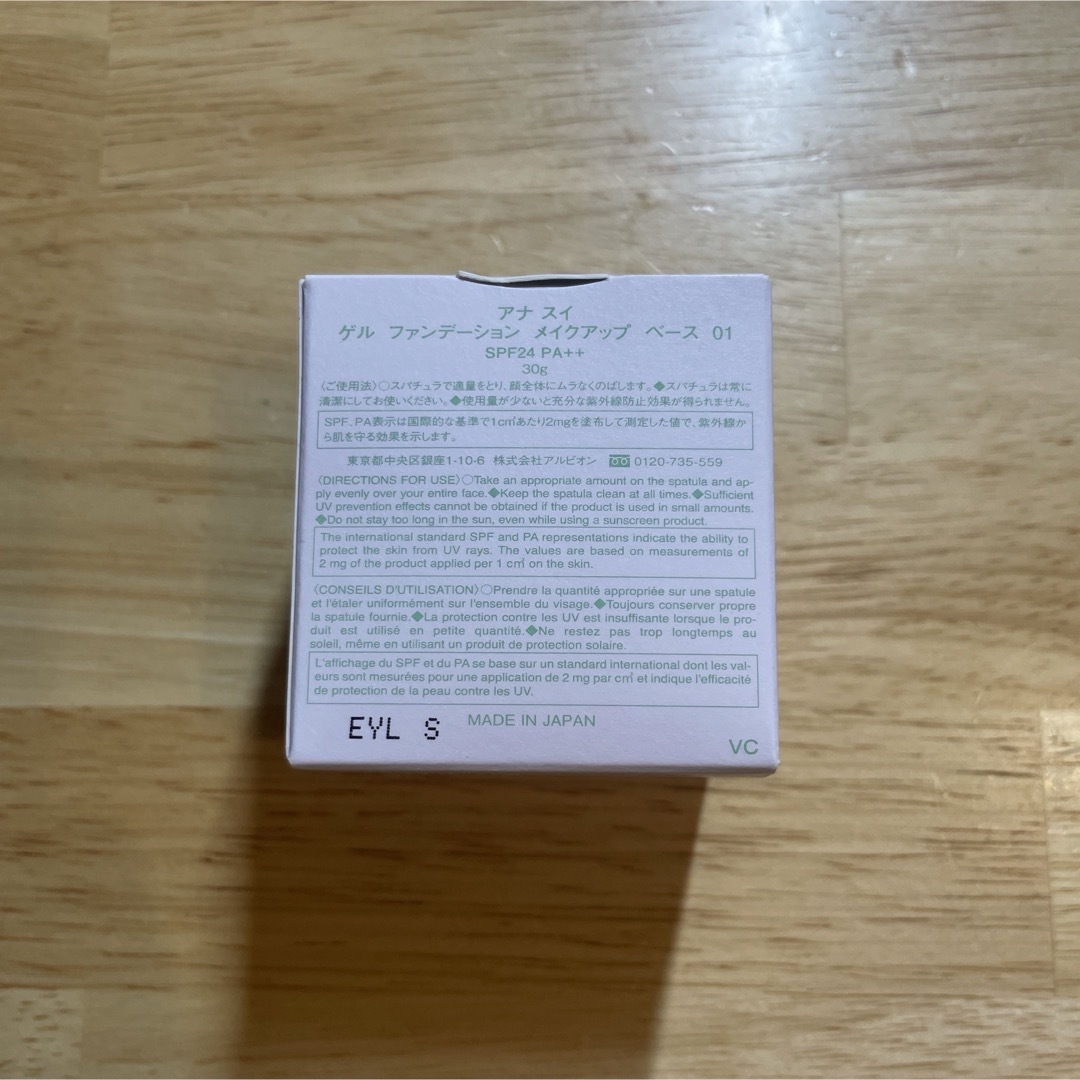 アナ スイ
ゲル ファンデーション メイクアップ ベース 01
SPF24 PA++
30g
〈ご使用法〉○スパチュラで適量をとり、顔全体にムラなくのばします。◆スパチュラは常に
清潔にしてお使いください。◆使用量が少ないと充分な紫外線防止効果が得られません。
SPF、PA表示は国際的な基準で1c㎡あたり2mgを塗布して測定した値で、紫外線か
ら肌を守る効果を示します。
東京都中央区銀座1-10-6 株式会社アルビオン 0120-735-559
〈DIRECTIONS FOR USE〉○Take an appropriate amount on the spatula and ap-
ply evenly over your entire face.◆Keep the spatula clean at all times.◆Sufficient
UV prevention effects cannot be obtained if the product is used in small amounts.
◆Do not stay too long in the sun, even while using a sunscreen product.
The international standard SPF and PA representations indicate the ability to
protect the skin from UV rays. The values are based on measurements of
2 mg of the product applied per 1 c㎡ on the skin.
〈CONSEILS D'UTILISATION〉○Prendre la quantité appropriée sur une spatule
et l'étaler uniformément sur l'ensemble du visage.◆Toujours conserver propre
la spatule fournie.◆La protection contre les UV est insuffisante lorsque le pro-
duit est utilisé en petite quantité.◆Ne restez pas trop longtemps au
soleil, même en utilisant un produit de protection solaire.
L'affichage du SPF et du PA se base sur un standard international dont les val-
eurs sont mesurées pour une application de 2 mg par c㎡ et indique l'efficacité
de protection de la peau contre les UV.
EYL S MADE IN JAPAN
VC